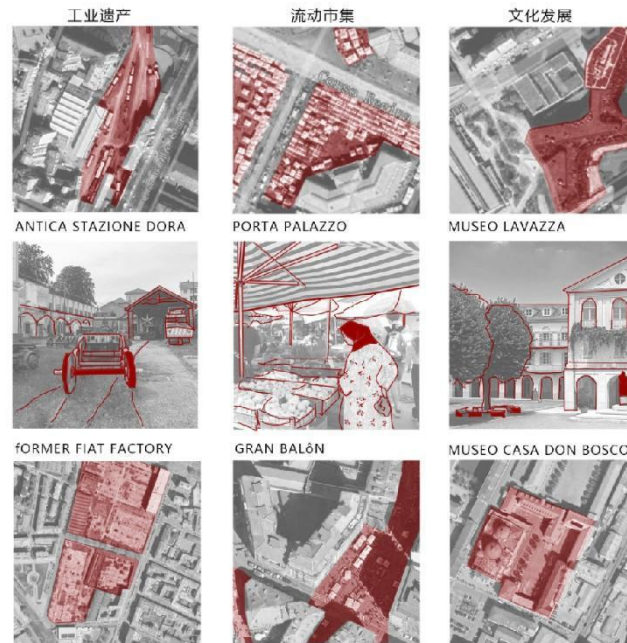 工业遗产
流动市集
文化发展
ANTICA STAZIONE DORA
PORTA PALAZZO
MUSEO LAVAZZA
fORMER FIAT FACTORY
GRAN BALôN
MUSEO CASA DON BOSCO